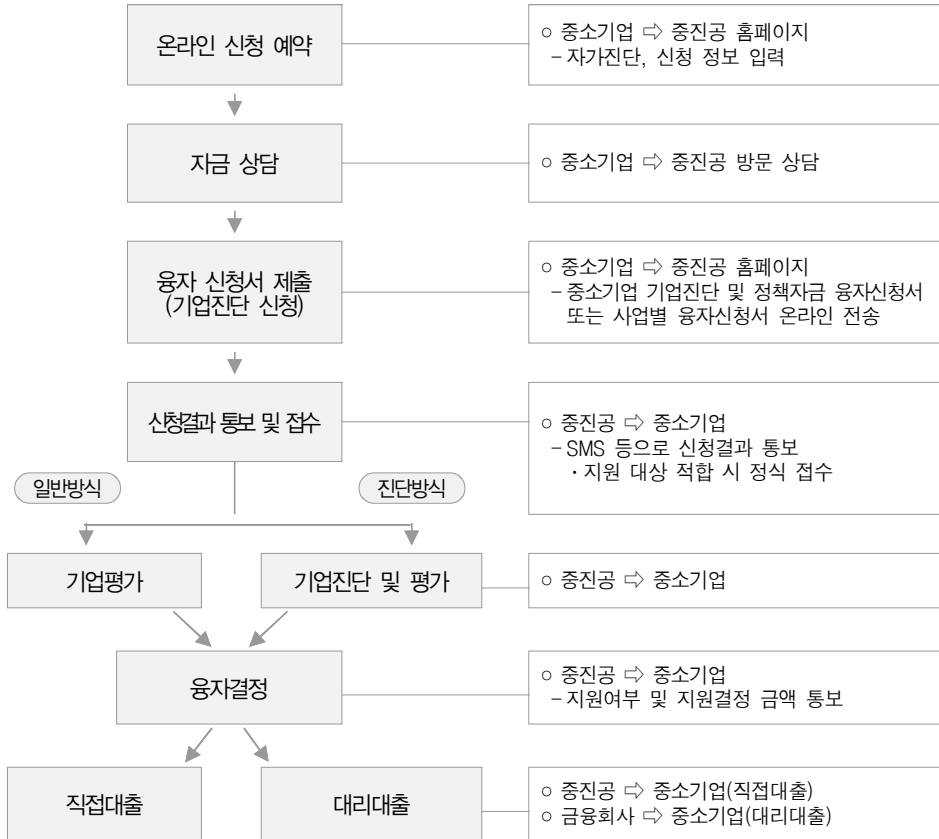 온라인 신청 예약
○ 중소기업 ⇨ 중진공 홈페이지
- 자가진단, 신청 정보 입력
자금 상담
○ 중소기업 ⇨ 중진공 방문 상담
융자 신청서 제출
(기업진단 신청)
○ 중소기업 ⇨ 중진공 홈페이지
- 중소기업 기업진단 및 정책자금 융자신청서
또는 사업별 융자신청서 온라인 전송
신청결과 통보 및 접수
○ 중진공 ⇨ 중소기업
- SMS 등으로 신청결과 통보
· 지원 대상 적합 시 정식 접수
일반방식
진단방식
기업평가
기업진단 및 평가
○ 중진공 ⇨ 중소기업
융자결정
○ 중진공 ⇨ 중소기업
- 지원여부 및 지원결정 금액 통보
직접대출
대리대출
○ 중진공 ⇨ 중소기업(직접대출)
○ 금융회사 ⇨ 중소기업(대리대출)